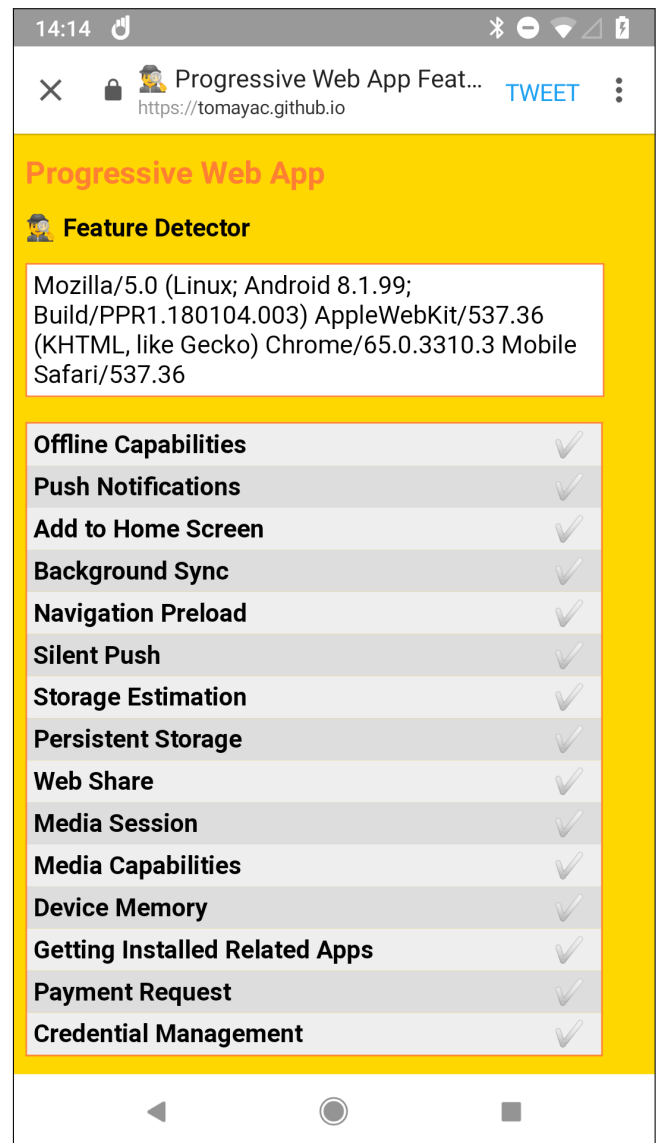 14:14
Progressive Web App Feat...
TWEET
https://tomayac.github.io
Progressive Web App
Feature Detector
Mozilla/5.0 (Linux; Android 8.1.99;
Build/PPR1.180104.003) AppleWebKit/537.36
(KHTML, like Gecko) Chrome/65.0.3310.3 Mobile
Safari/537.36
Offline Capabilities
Push Notifications
Add to Home Screen
Background Sync
Navigation Preload
Silent Push
Storage Estimation
Persistent Storage
Web Share
Media Session
Media Capabilities
Device Memory
Getting Installed Related Apps
Payment Request
Credential Management